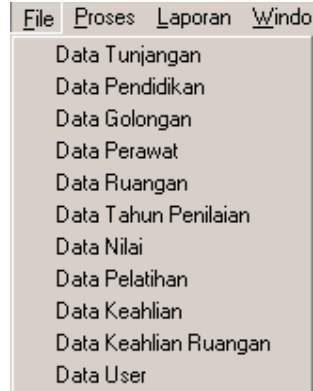 File Proses Laporan Windo
Data Tunjangan
Data Pendidikan
Data Golongan
Data Perawat
Data Ruangan
Data Tahun Penilaian
Data Nilai
Data Pelatihan
Data Keahlian
Data Keahlian Ruangan
Data User